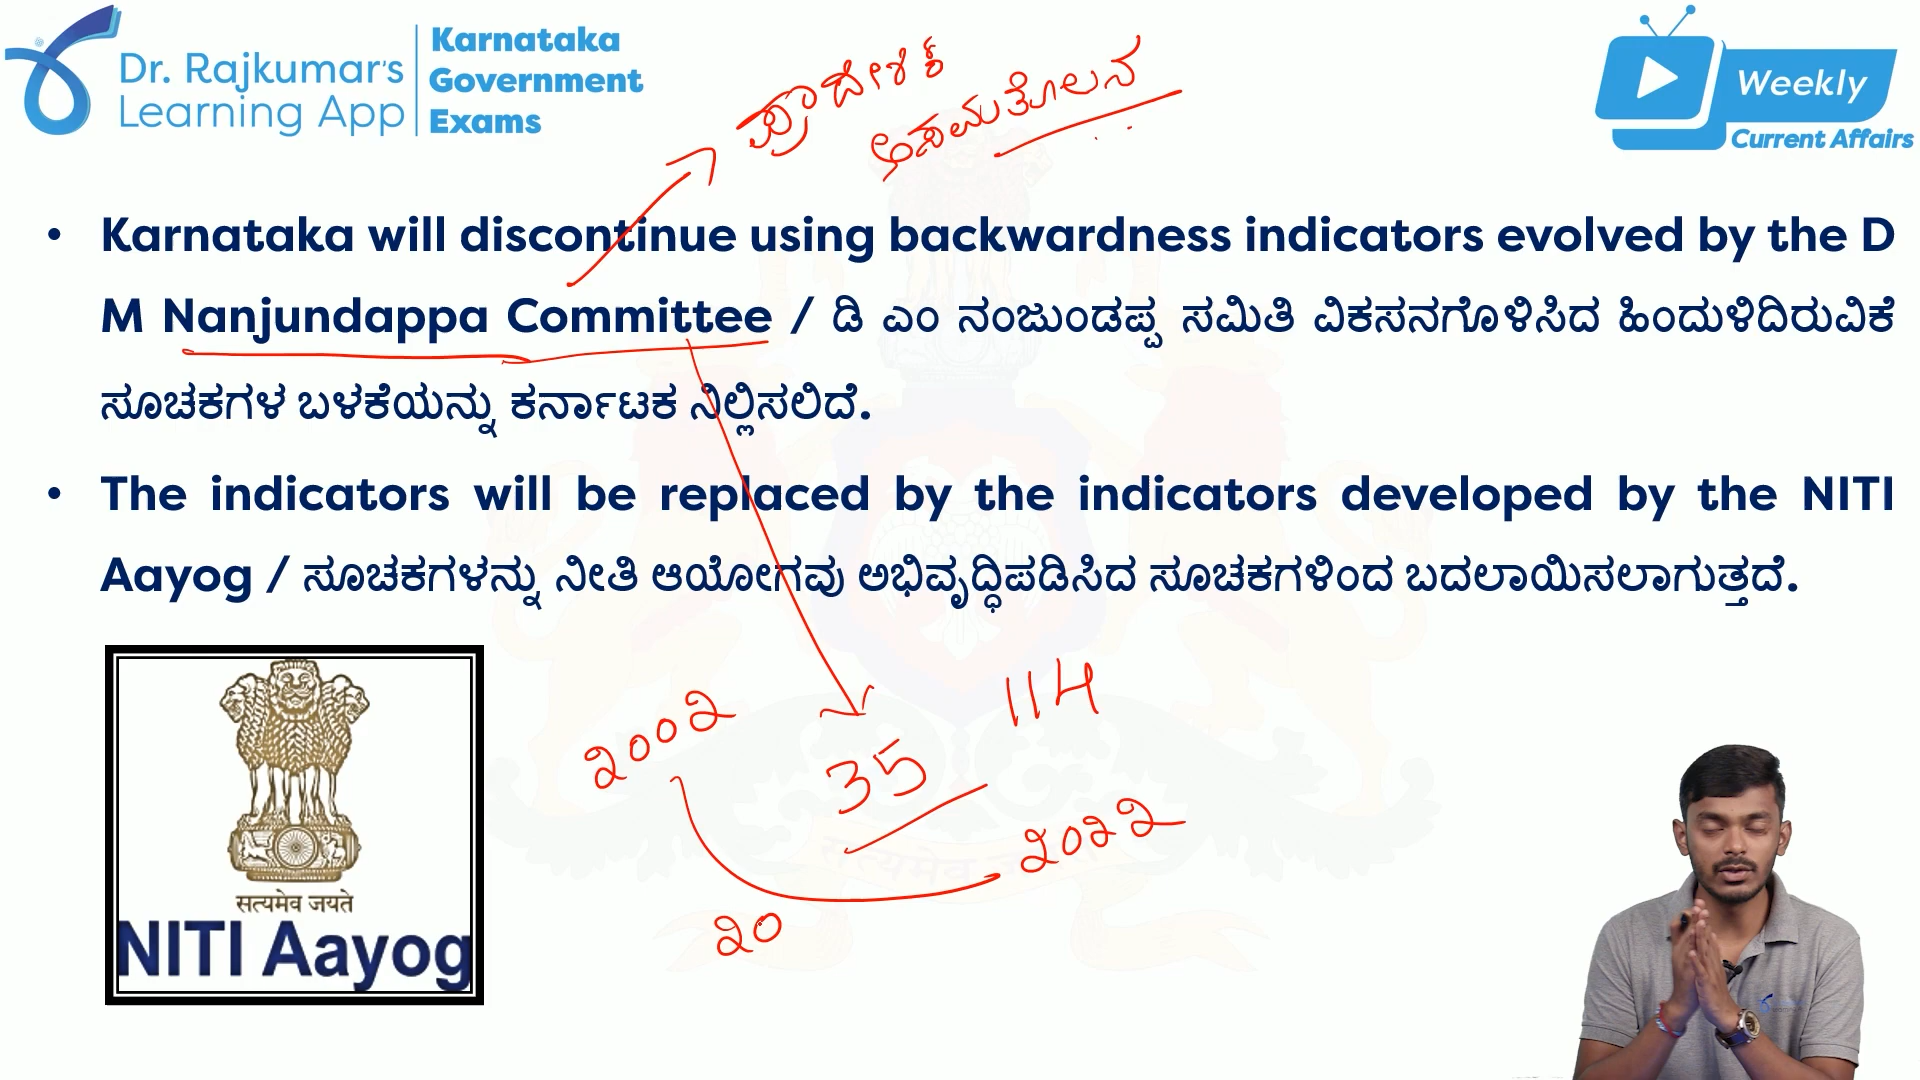 Dr. Rajkumar's
Learning App
Karnataka
Government
Exams
Weekly
Current Affairs
ಪ್ರಾದೇಶಿಕ
ಅಸಮತೋಲನ
• Karnataka will discontinue using backwardness indicators evolved by the D
M Nanjundappa Committee / ಡಿ ಎಂ ನಂಜುಂಡಪ್ಪ ಸಮಿತಿ ವಿಕಸನಗೊಳಿಸಿದ ಹಿಂದುಳಿದಿರುವಿಕೆ
ಸೂಚಕಗಳ ಬಳಕೆಯನ್ನು ಕರ್ನಾಟಕ ನಿಲ್ಲಿಸಲಿದೆ.
• The indicators will be replaced by the indicators developed by the NITI
Aayog / ಸೂಚಕಗಳನ್ನು ನೀತಿ ಆಯೋಗವು ಅಭಿವೃದ್ಧಿಪಡಿಸಿದ ಸೂಚಕಗಳಿಂದ ಬದಲಾಯಿಸಲಾಗುತ್ತದೆ.
2002
35
114
2022
20
सत्यमेव जयते
NITI Aayog